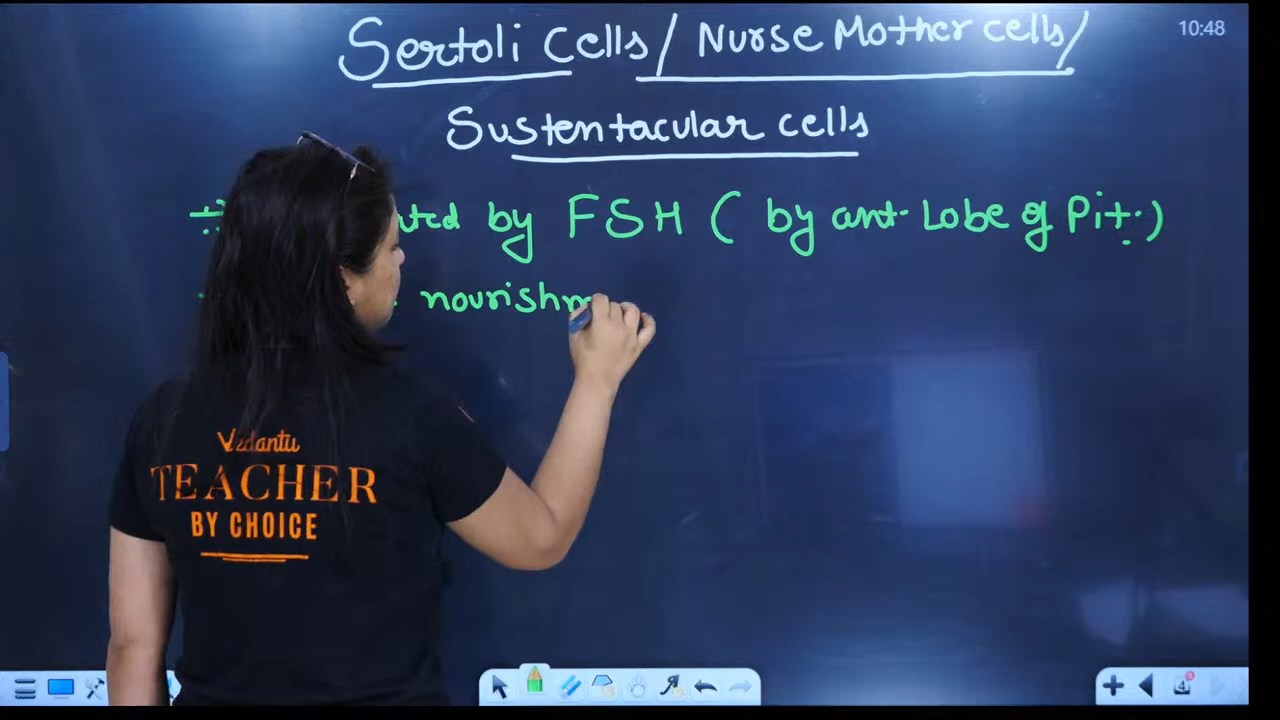 Sertoli Cells/ Nurse Mother cells/
10:48
Sustentacular cells
by FSH ( by ant. Lobe of Pit. )
Vedantu
TEACHER
BY CHOICE